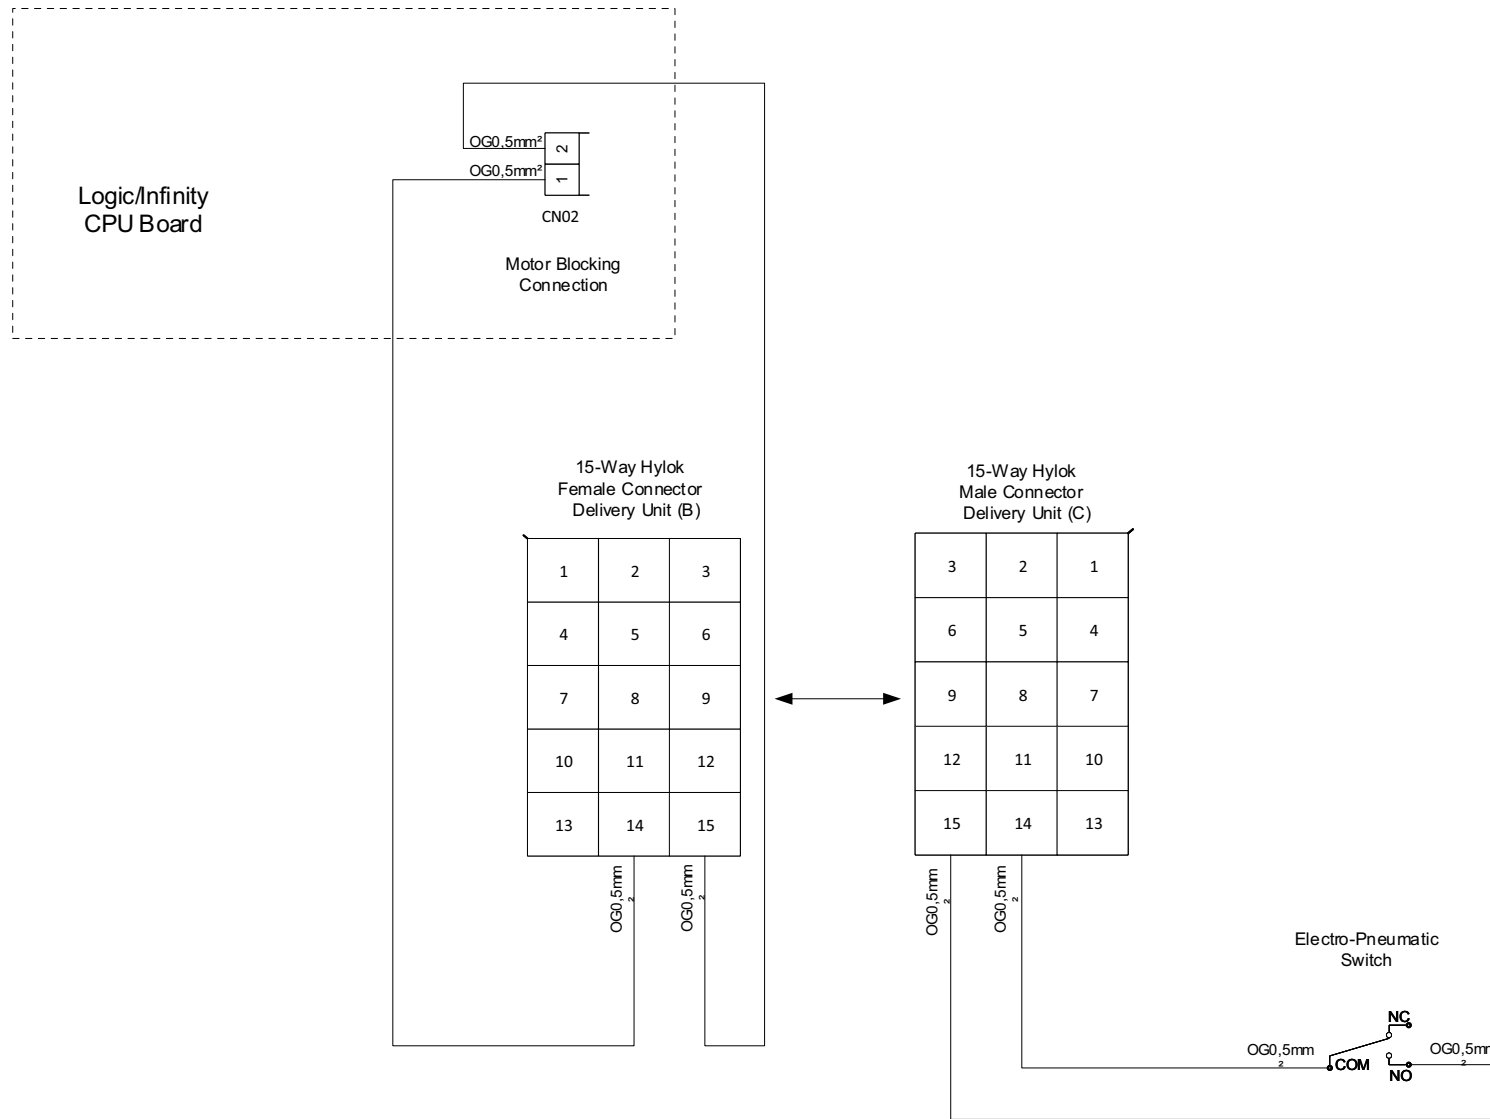 OG0,5mm²
2
OG0,5mm²
1
CN02
Logic/Infinity
CPU Board
Motor Blocking
Connection
15-Way Hylok
Female Connector
Delivery Unit (B)
1 2 3
4 5 6
7 8 9
10 11 12
13 14 15
OG0,5mm
2
OG0,5mm
2
15-Way Hylok
Male Connector
Delivery Unit (C)
3 2 1
6 5 4
9 8 7
12 11 10
15 14 13
OG0,5mm
2
OG0,5mm
2
Electro-Pneumatic
Switch
NC
OG0,5mm
2
COM
NO
OG0,5m
2